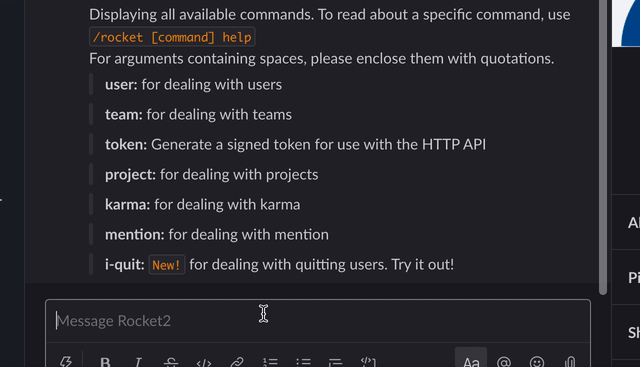 Displaying all available commands. To read about a specific command, use
/rocket [command] help
For arguments containing spaces, please enclose them with quotations.
user: for dealing with users
team: for dealing with teams
token: Generate a signed token for use with the HTTP API
project: for dealing with projects
karma: for dealing with karma
mention: for dealing with mention
i-quit: New! for dealing with quitting users. Try it out!
Message Rocket2
B I S Aa @